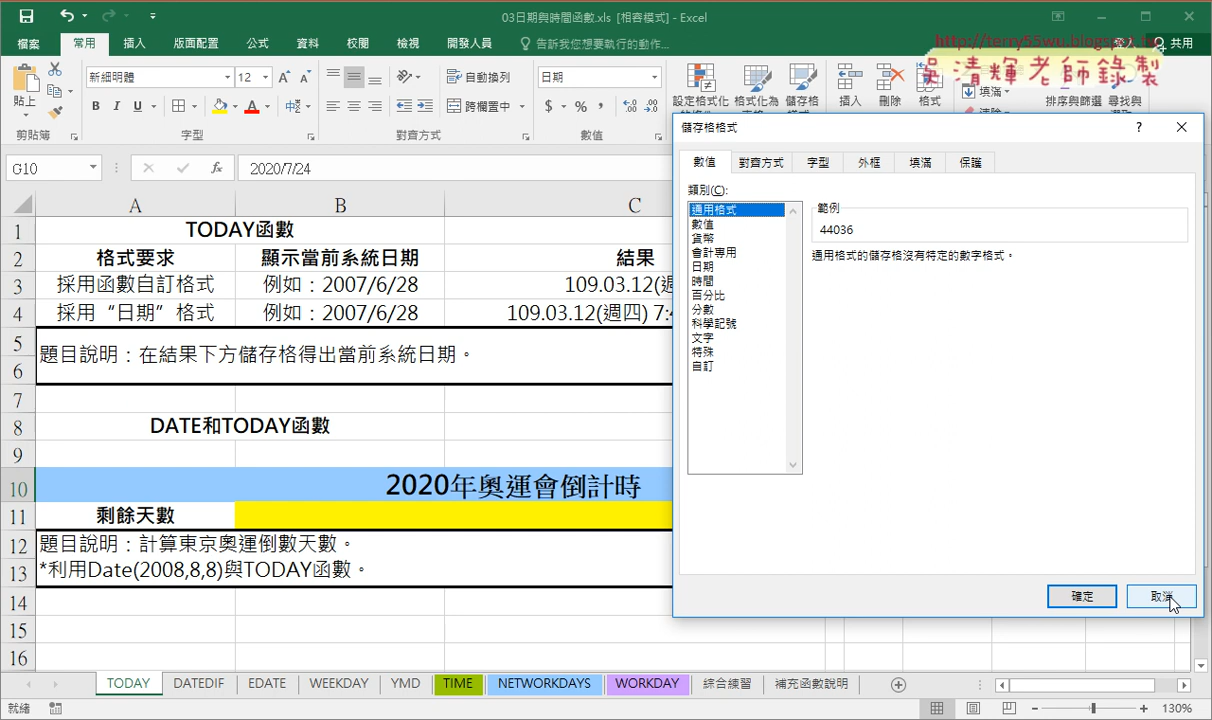 03日期與時間函數.xls [相容模式] - Excel
檔案 常用 插入 版面配置 公式 資料 校閱 檢視 開發人員 告訴我您想要執行的動作... 登入 共用
http://terry55wu.blogspot.tw
吳清輝老師錄製
貼上 新細明體 12 自動換列 日期 設定格式化 格式化為 儲存格 插入 刪除 格式 填滿 排序與篩選 尋找與
B I U 中 跨欄置中 $ % , 清除
剪貼簿 字型 對齊方式 數值
G10 fx 2020/7/24
A B C
1 TODAY函數
2 格式要求 顯示當前系統日期 結果
3 採用函數自訂格式 例如：2007/6/28 109.03.12(週
4 採用“日期”格式 例如：2007/6/28 109.03.12(週四) 7:
5
題目說明：在結果下方儲存格得出當前系統日期。
6
7
8 DATE和TODAY函數
9
10 2020年奧運會倒計時
11 剩餘天數
12 題目說明：計算東京奧運倒數天數。
13 *利用Date(2008,8,8)與TODAY函數。
14
15
16
儲存格格式 ?
數值 對齊方式 字型 外框 填滿 保護
類別(C):
通用格式
數值
貨幣
會計專用
日期
時間
百分比
分數
科學記號
文字
特殊
自訂
範例
44036
通用格式的儲存格沒有特定的數字格式。
確定 取消
TODAY DATEDIF EDATE WEEKDAY YMD TIME NETWORKDAYS WORKDAY 綜合練習 補充函數說明
就緒 130%